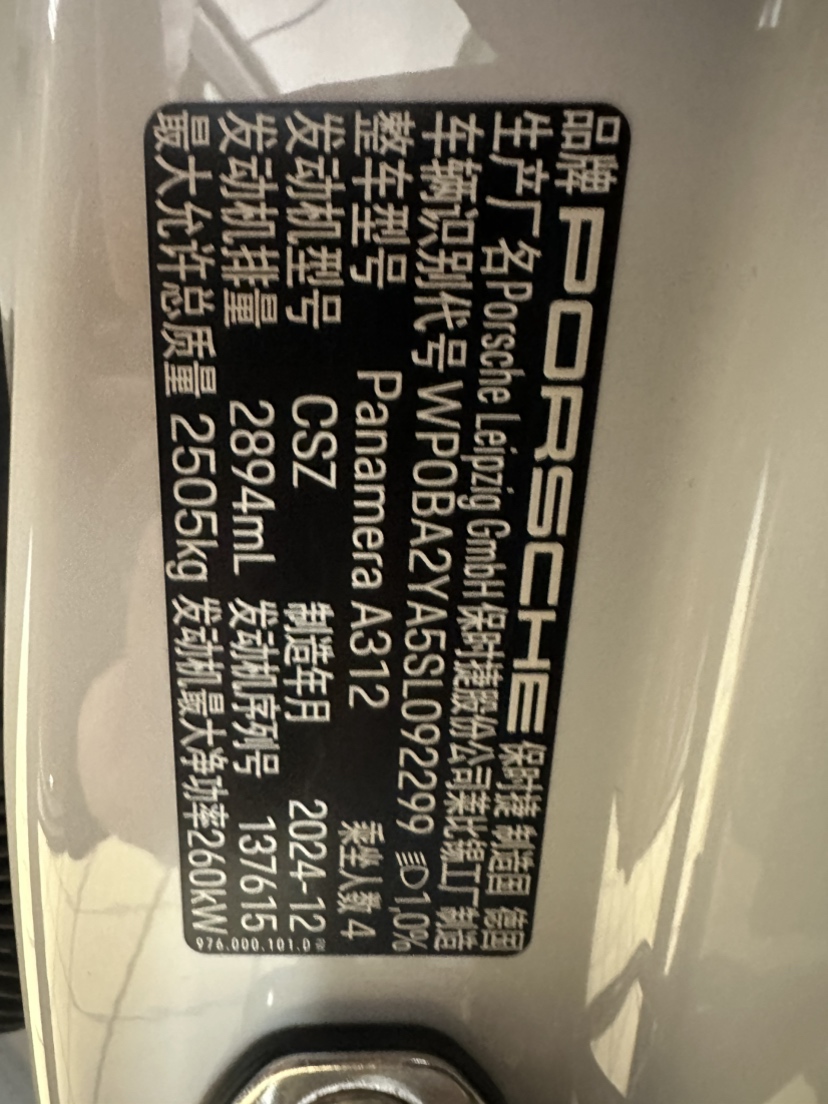 品牌 PORSCHE 保时捷 制造国 德国
生产厂名 Porsche Leipzig GmbH 保时捷股份公司莱比锡工厂 制造
车辆识别代号 WP0BA2YA5SL092299 1,0%
整车型号 Panamera A312 乘坐人数 4
发动机型号 CSZ 制造年月 2024-12
发动机排量 2894mL 发动机序列号 137615
最大允许总质量 2505kg 发动机最大净功率 260kW
976.000.101.D